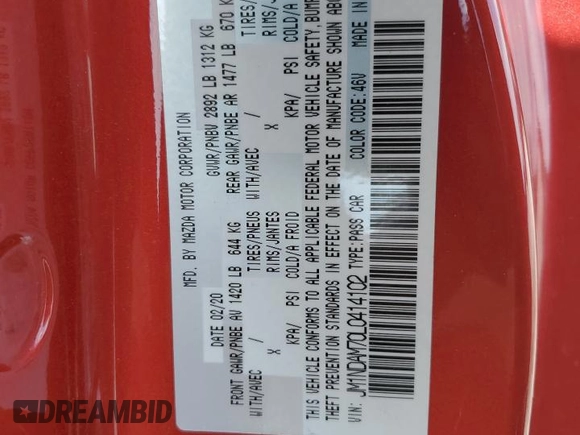 MFD. BY MAZDA MOTOR CORPORATION
DATE 02/20 GVWR/PNBV 2892 LB 1312 KG
FRONT GAWR/PNBE AV 1420 LB 644 KG REAR GAWR/PNBE AR 1477 LB 670 K
WITH/AVEC / TIRES/PNEUS WITH/AVEC / TIRES/
X RIMS/JANTES X RIMS/J
KPA/ PSI COLD/A FROID KPA/ PSI COLD/A
THIS VEHICLE CONFORMS TO ALL APPLICABLE FEDERAL MOTOR VEHICLE SAFETY, BUMP
THEFT PREVENTION STANDARDS IN EFFECT ON THE DATE OF MANUFACTURE SHOWN ABO
VIN: JM1NDAM70L0414102 TYPE:PASS CAR COLOR CODE:46V MADE IN
DREAMBID